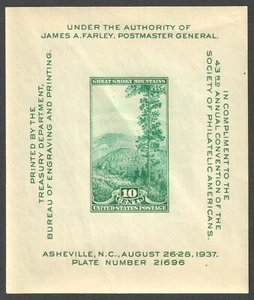 UNDER THE AUTHORITY OF
JAMES A. FARLEY, POSTMASTER GENERAL.
PRINTED BY THE
TREASURY DEPARTMENT,
BUREAU OF ENGRAVING AND PRINTING.
GREAT SMOKY MOUNTAINS
10
CENTS
UNITED STATES POSTAGE
IN COMPLIMENT TO THE
43RD ANNUAL CONVENTION OF THE
SOCIETY OF PHILATELIC AMERICANS.
ASHEVILLE, N.C., AUGUST 26-28, 1937.
PLATE NUMBER 21696